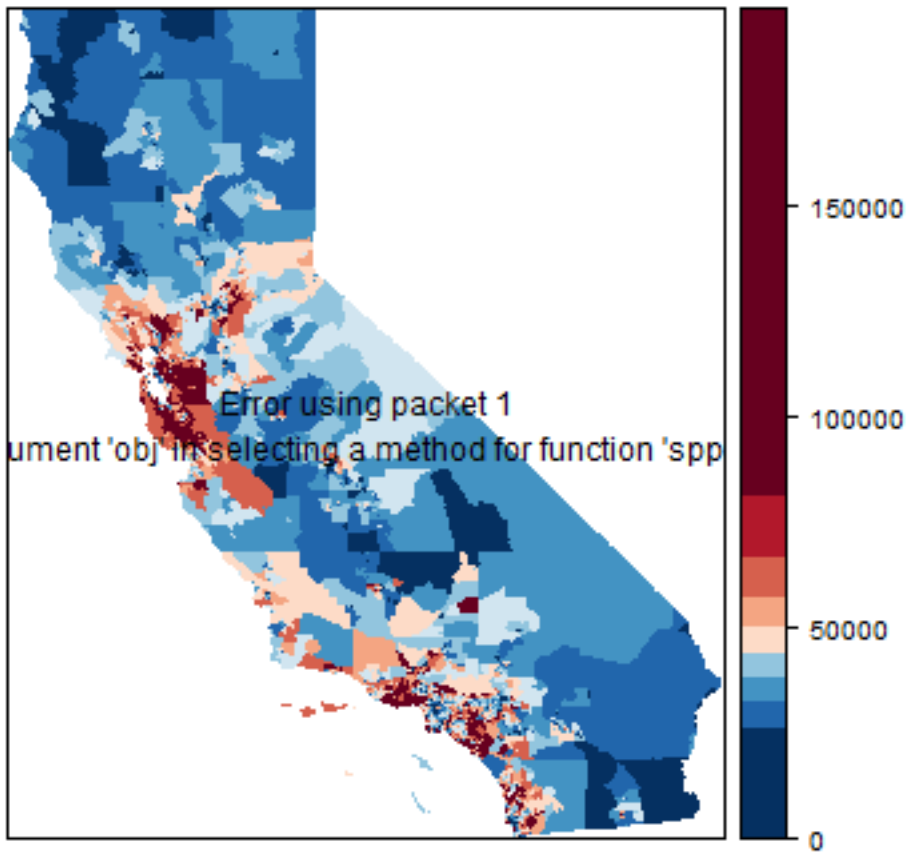 150000
100000
Error using packet 1
ument 'obj' in selecting a method for function 'spp
50000
0